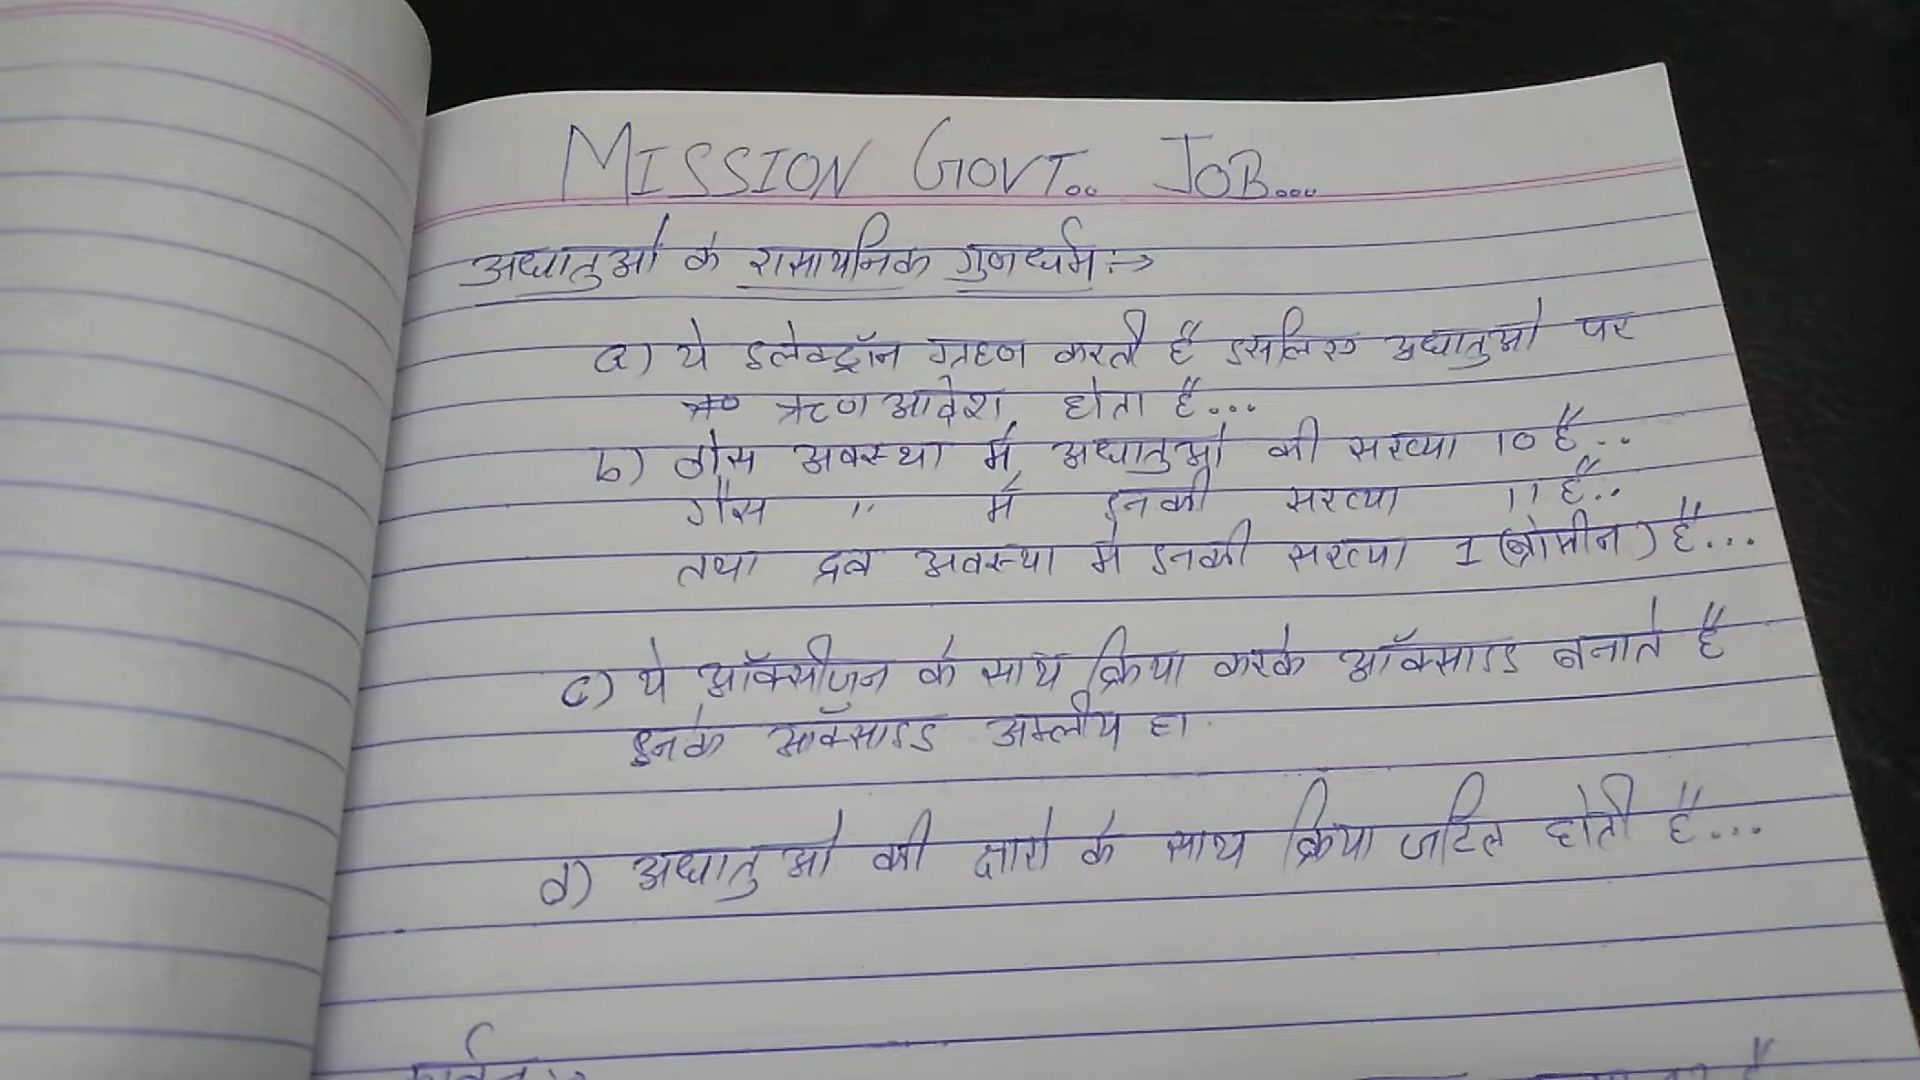 MISSION GOVT.. JOB...
अधातुओं के रासायनिक गुणधर्म :→
a) ये इलेक्ट्रॉन ग्रहण करती हैं इसलिए अधातुओं पर
ऋण आवेश होता है...
b) ठोस अवस्था में अधातुओं की संख्या 10 है..
गैस " में इनकी संख्या 11 है..
तथा द्रव अवस्था में इनकी संख्या 1 (ब्रोमीन) है...
c) ये ऑक्सीजन के साथ क्रिया करके ऑक्साइड बनाते हैं
इनके ऑक्साइड अम्लीय
d) अधातुओं की क्षारों के साथ क्रिया जटिल होती है...